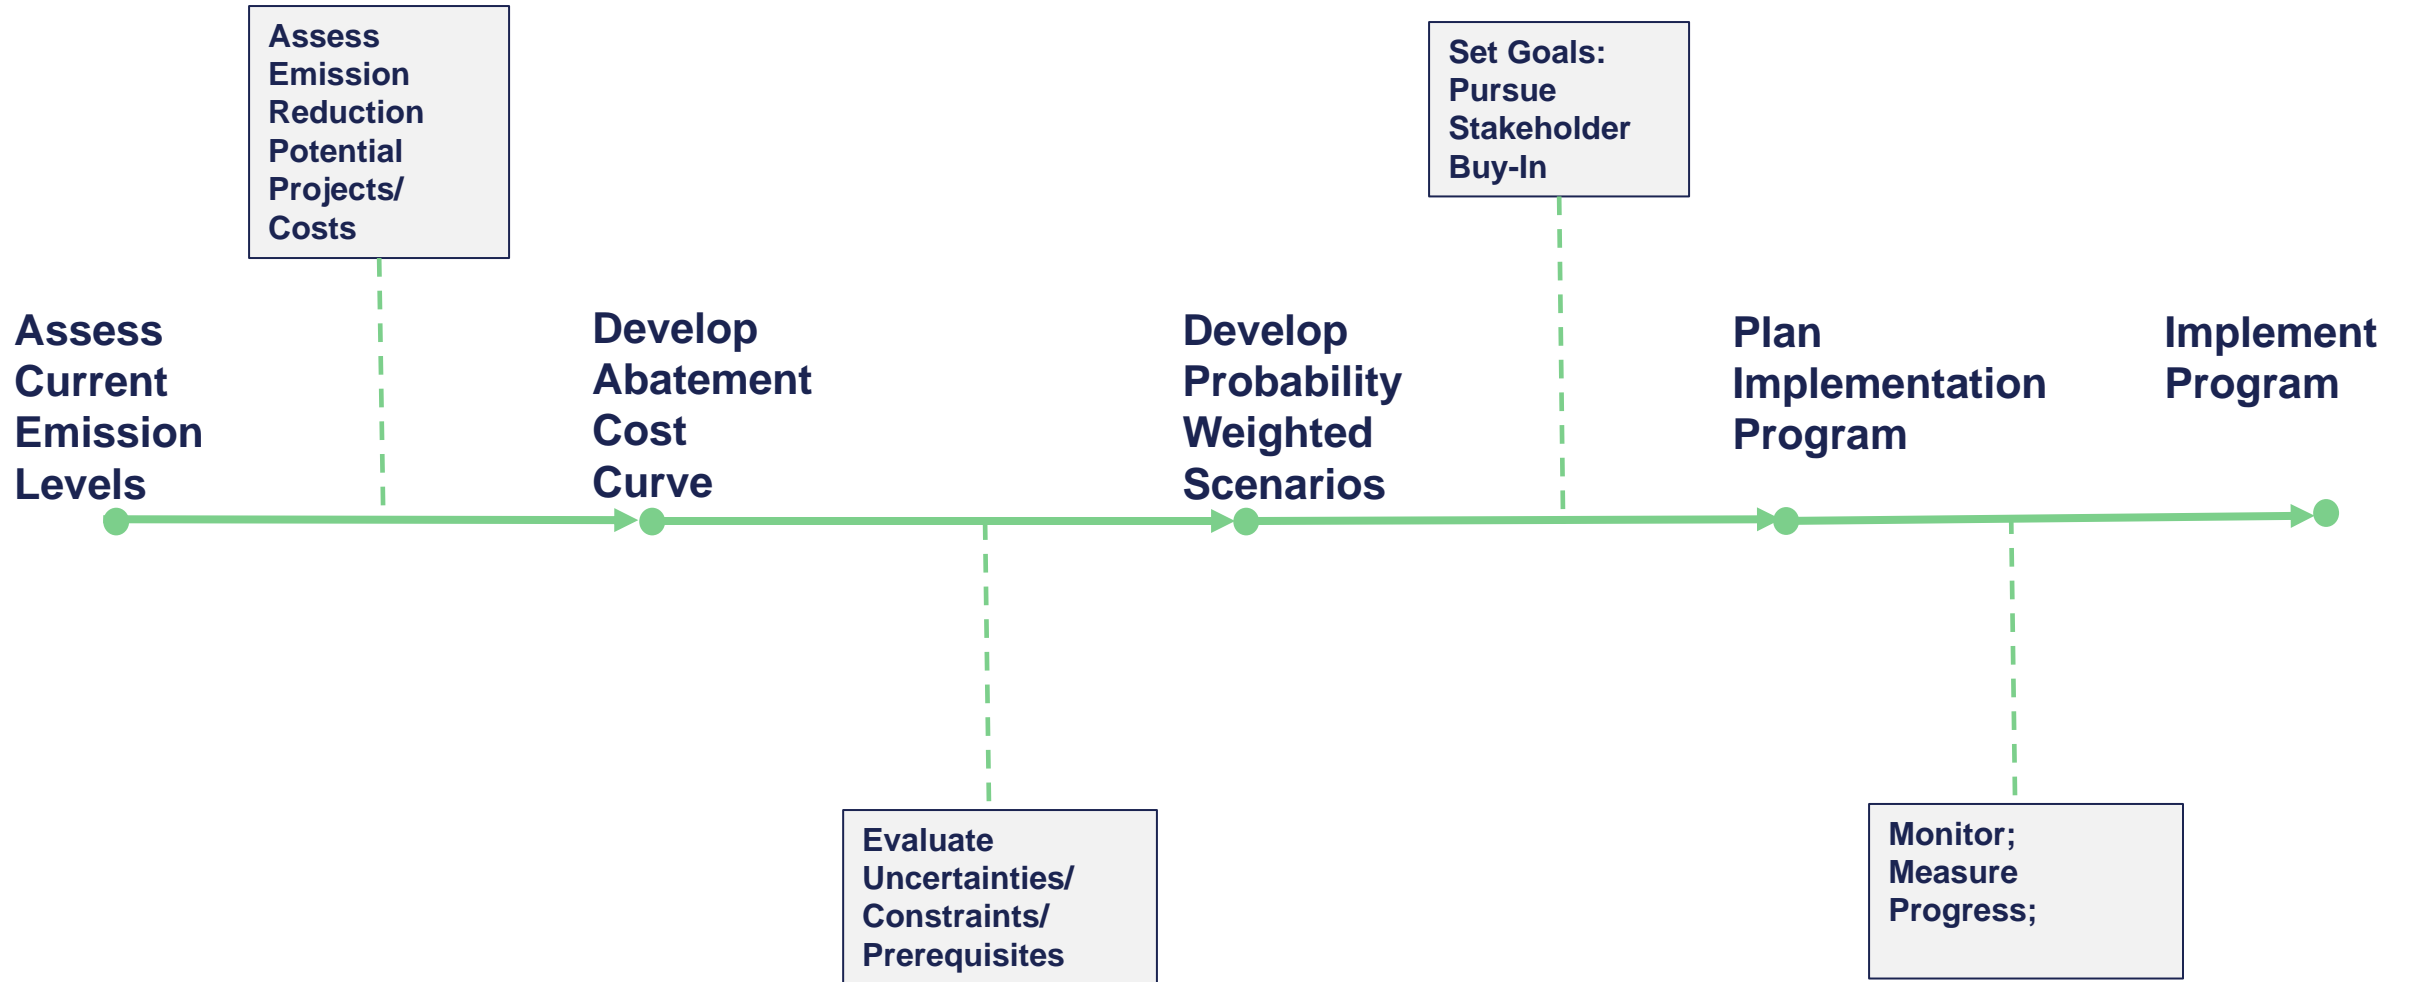 Assess
Emission
Reduction
Potential
Projects/
Costs
Set Goals:
Pursue
Stakeholder
Buy-In
Assess
Current
Emission
Levels
Develop
Abatement
Cost
Curve
Develop
Probability
Weighted
Scenarios
Plan
Implementation
Program
Implement
Program
Evaluate
Uncertainties/
Constraints/
Prerequisites
Monitor;
Measure
Progress;